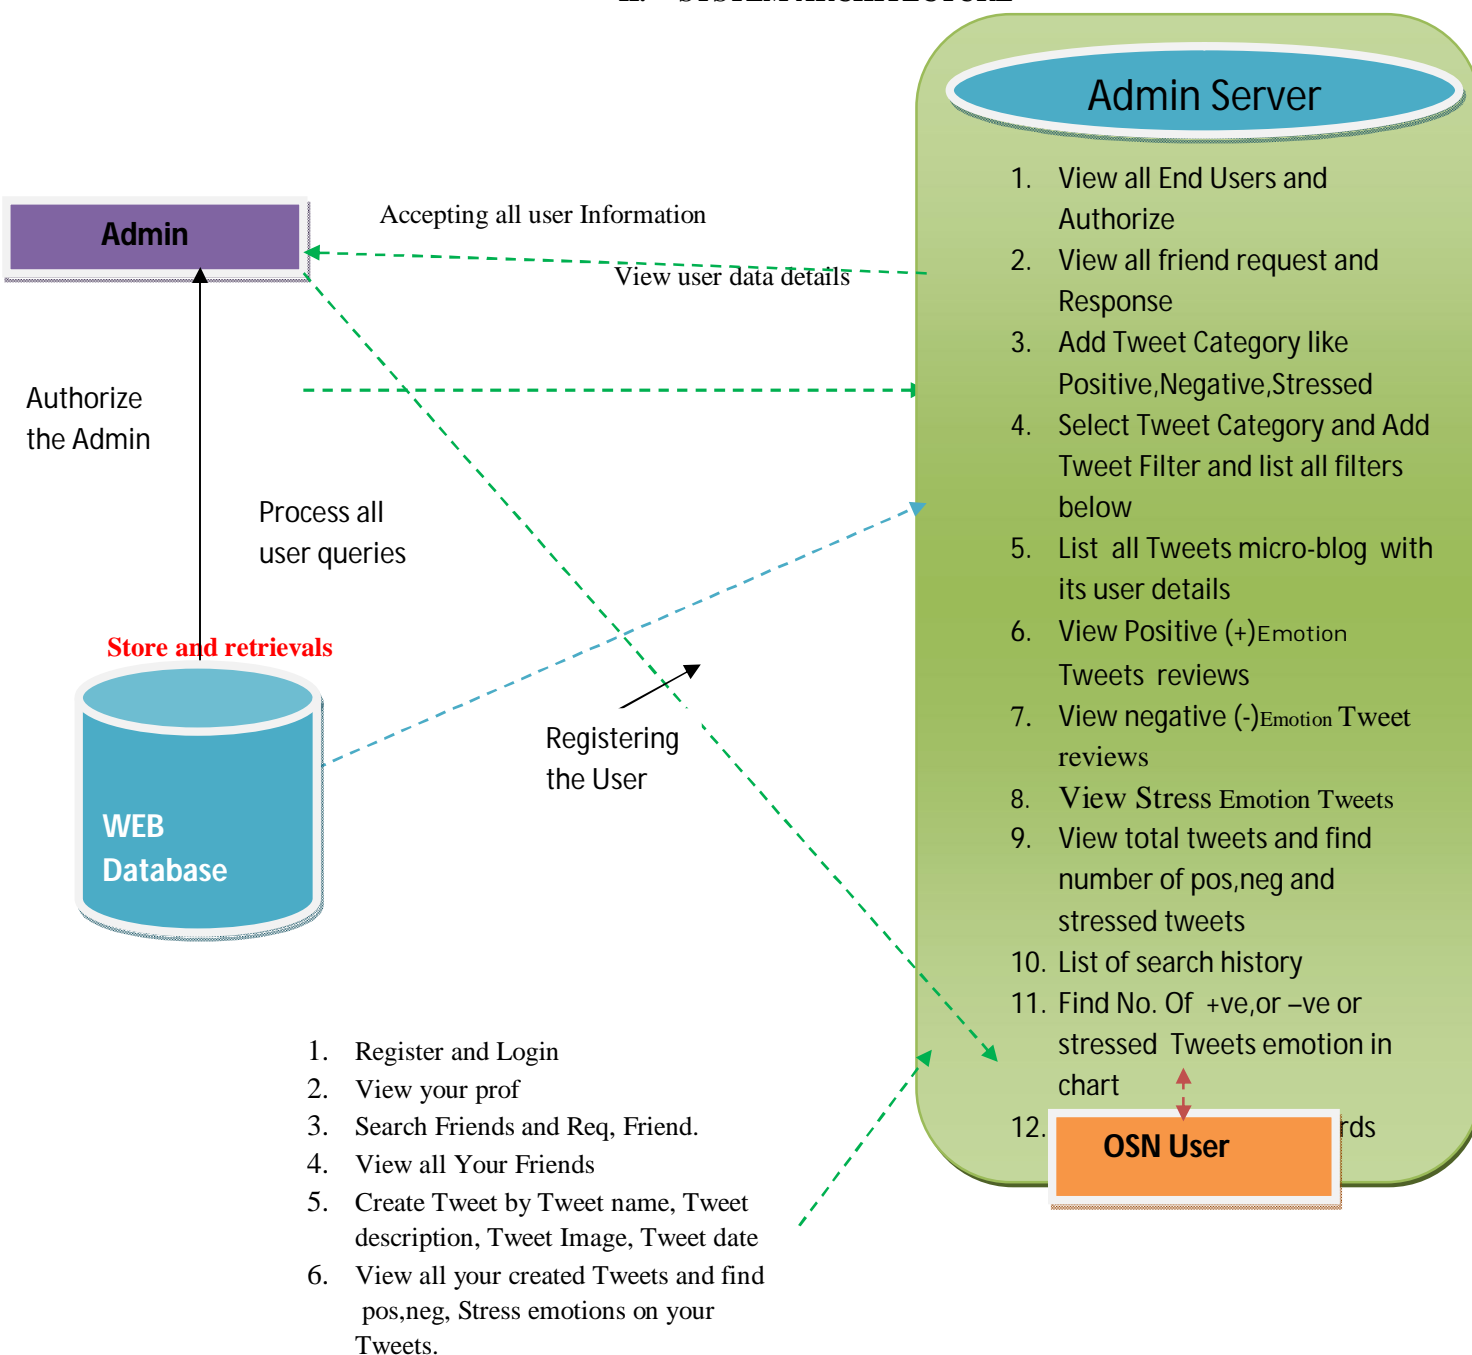 Admin Server
1. View all End Users and
Authorize
2. View all friend request and
Response
3. Add Tweet Category like
Positive,Negative,Stressed
4. Select Tweet Category and Add
Tweet Filter and list all filters
below
5. List all Tweets micro-blog with
its user details
6. View Positive (+)Emotion
Tweets reviews
7. View negative (-)Emotion Tweet
reviews
8. View Stress Emotion Tweets
9. View total tweets and find
number of pos,neg and
stressed tweets
10. List of search history
11. Find No. Of +ve,or –ve or
stressed Tweets emotion in
chart
12.
OSN User
Admin
Accepting all user Information
View user data details
Authorize
the Admin
Process all
user queries
Store and retrievals
Registering
the User
WEB
Database
1. Register and Login
2. View your prof
3. Search Friends and Req, Friend.
4. View all Your Friends
5. Create Tweet by Tweet name, Tweet
description, Tweet Image, Tweet date
6. View all your created Tweets and find
pos,neg, Stress emotions on your
Tweets.